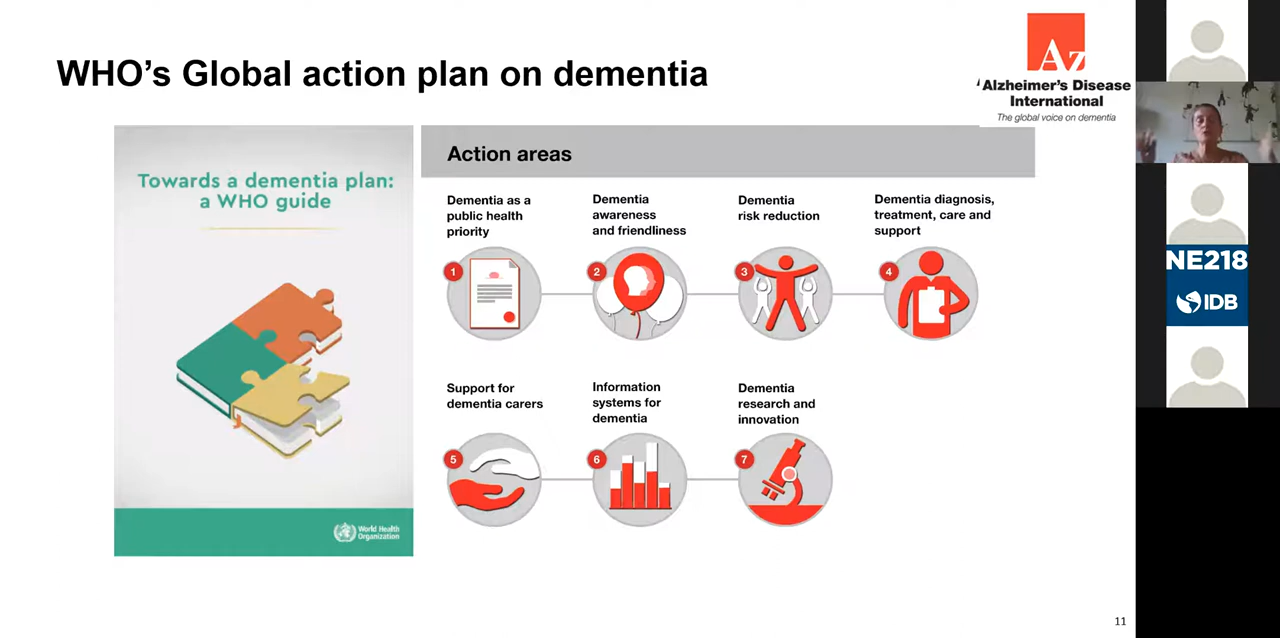 WHO's Global action plan on dementia
Az
Alzheimer's Disease
International
The global voice on dementia
Towards a dementia plan:
a WHO guide
World Health
Organization
Action areas
Dementia as a
public health
priority
1
Dementia
awareness
and friendliness
2
Dementia
risk reduction
3
Dementia diagnosis,
treatment, care and
support
4
Support for
dementia carers
5
Information
systems for
dementia
6
Dementia
research and
innovation
7
11
NE218
IDB